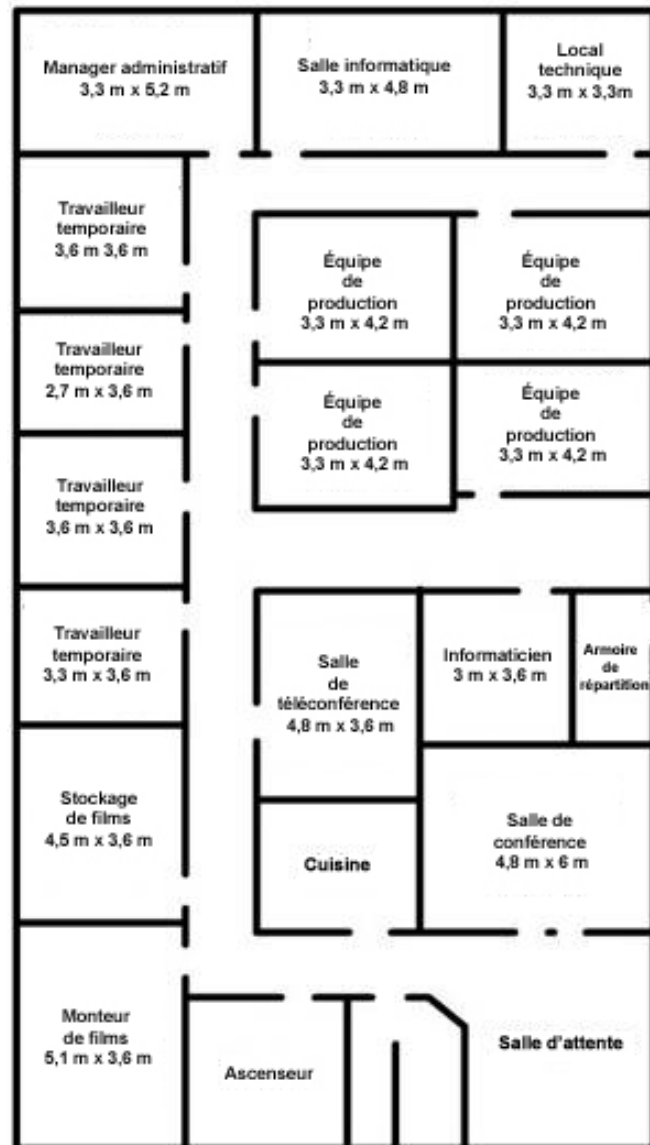 Manager administratif
3,3 m x 5,2 m
Salle informatique
3,3 m x 4,8 m
Local
technique
3,3 m x 3,3m
Travailleur
temporaire
3,6 m 3,6 m
Équipe
de
production
3,3 m x 4,2 m
Équipe
de
production
3,3 m x 4,2 m
Travailleur
temporaire
2,7 m x 3,6 m
Équipe
de
production
3,3 m x 4,2 m
Équipe
de
production
3,3 m x 4,2 m
Travailleur
temporaire
3,6 m x 3,6 m
Travailleur
temporaire
3,3 m x 3,6 m
Salle
de
téléconférence
4,8 m x 3,6 m
Informaticien
3 m x 3,6 m
Armoire
de
répartition
Stockage
de films
4,5 m x 3,6 m
Cuisine
Salle de
conférence
4,8 m x 6 m
Monteur
de films
5,1 m x 3,6 m
Ascenseur
Salle d'attente